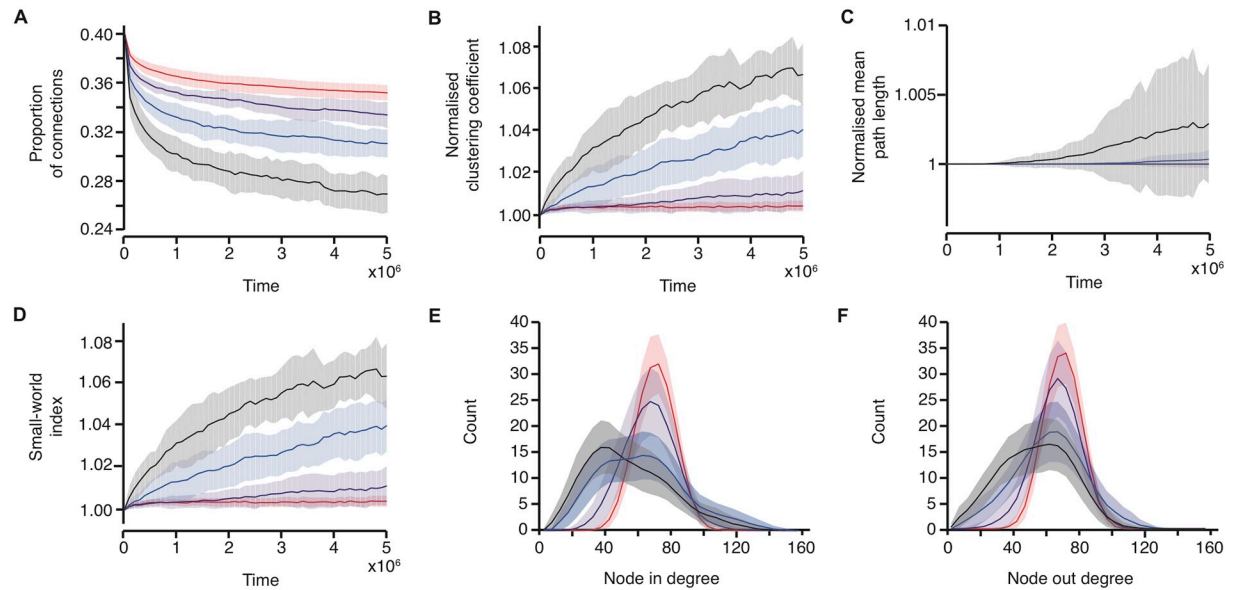 A
0.40
0.36
0.32
0.28
0.24
Proportion
of connections
0 1 2 3 4 5
x10⁶
Time
B
1.08
1.06
1.04
1.02
1.00
Normalised
clustering coefficient
0 1 2 3 4 5
x10⁶
Time
C
1.01
1.005
1
Normalised mean
path length
0 1 2 3 4 5
x10⁶
Time
D
1.08
1.06
1.04
1.02
1.00
Small-world
index
0 1 2 3 4 5
x10⁶
Time
E
40
35
30
25
20
15
10
5
0
Count
0 40 80 120 160
Node in degree
F
40
35
30
25
20
15
10
5
0
Count
0 40 80 120 160
Node out degree